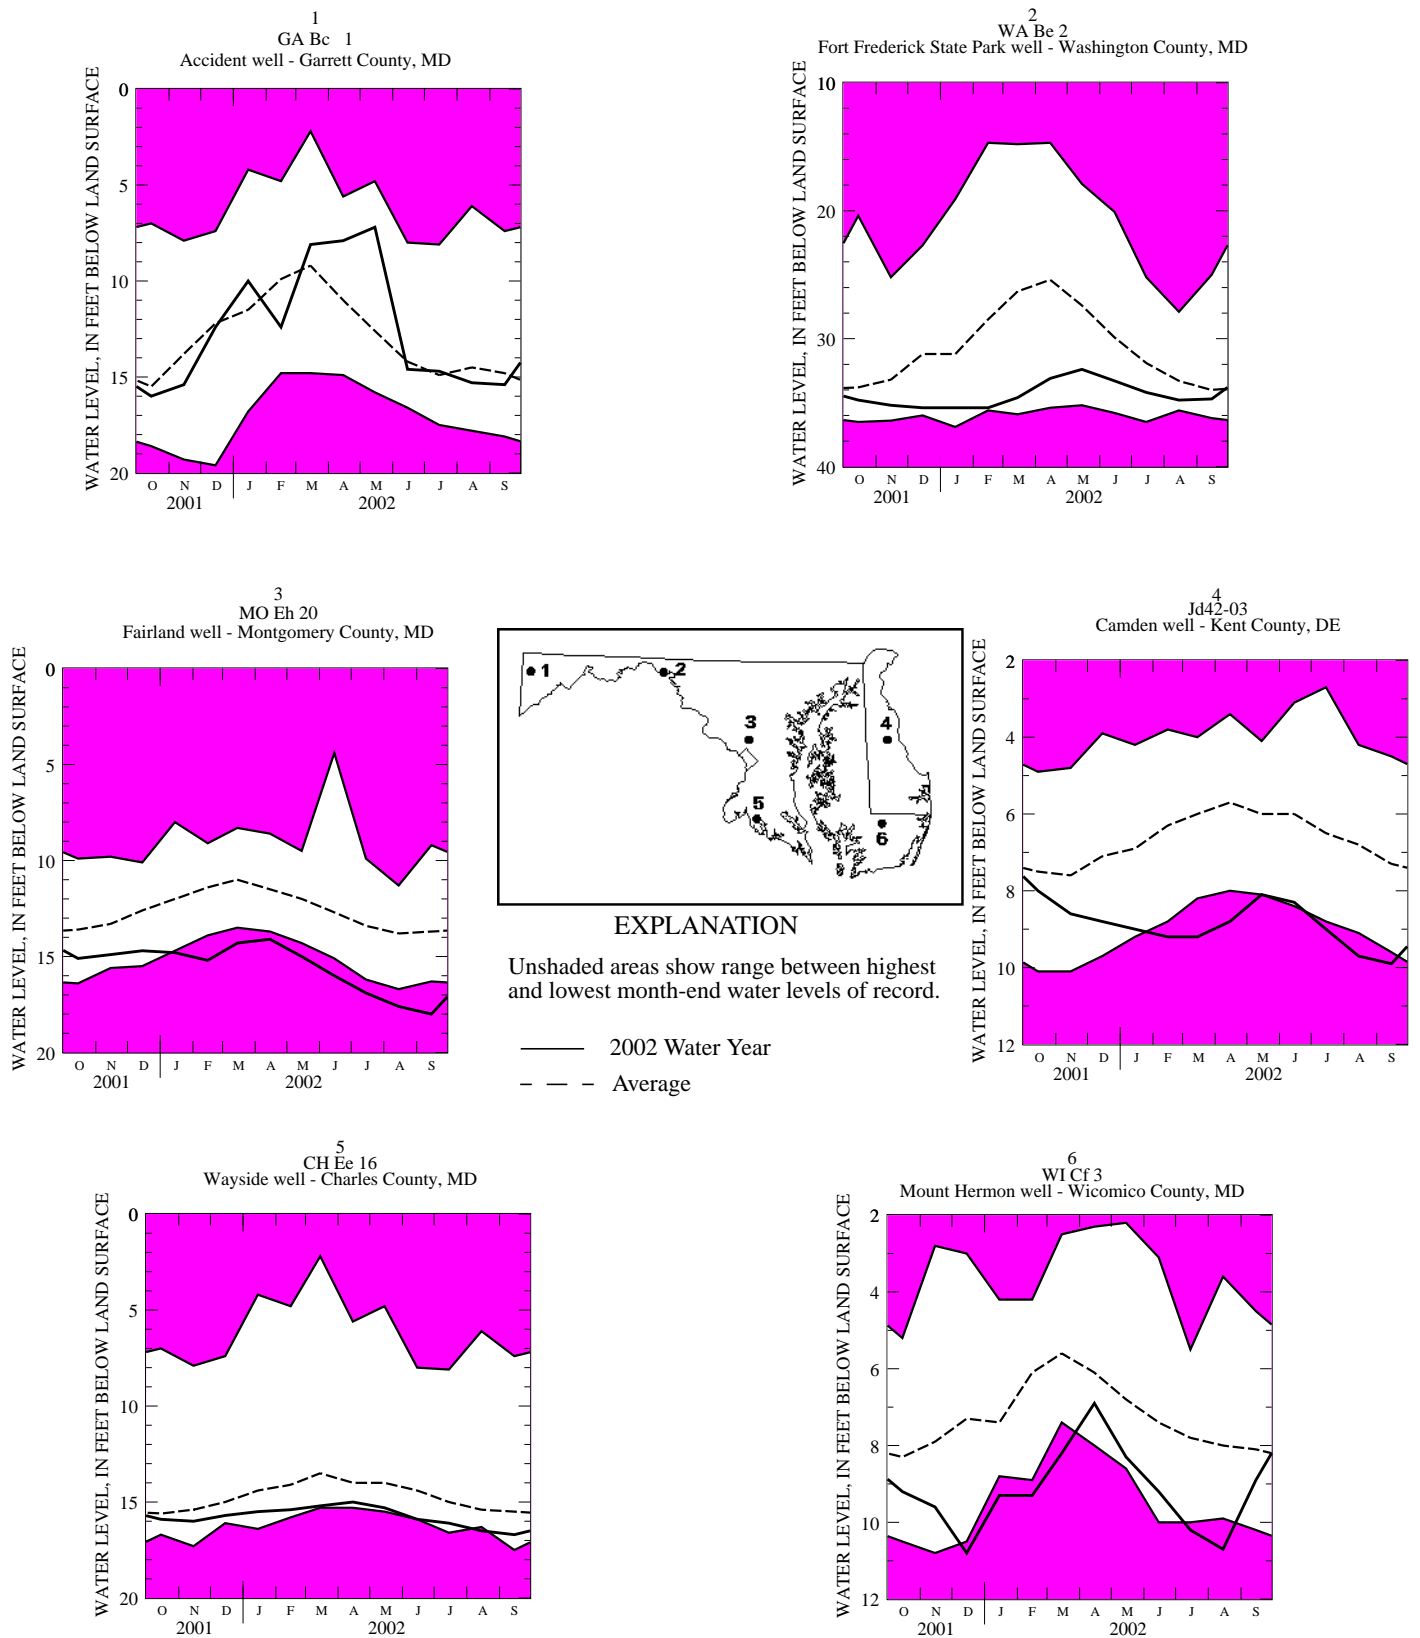 1
GA Bc 1
Accident well - Garrett County, MD
WATER LEVEL, IN FEET BELOW LAND SURFACE
0
5
10
15
20
O N D J F M A M J J A S
2001 2002
2
WA Be 2
Fort Frederick State Park well - Washington County, MD
WATER LEVEL, IN FEET BELOW LAND SURFACE
10
20
30
40
O N D J F M A M J J A S
2001 2002
3
MO Eh 20
Fairland well - Montgomery County, MD
WATER LEVEL, IN FEET BELOW LAND SURFACE
0
5
10
15
20
O N D J F M A M J J A S
2001 2002
1 2
3 4
5
6
EXPLANATION
Unshaded areas show range between highest
and lowest month-end water levels of record.
2002 Water Year
Average
4
Jd42-03
Camden well - Kent County, DE
WATER LEVEL, IN FEET BELOW LAND SURFACE
2
4
6
8
10
12
O N D J F M A M J J A S
2001 2002
5
CH Ee 16
Wayside well - Charles County, MD
WATER LEVEL, IN FEET BELOW LAND SURFACE
0
5
10
15
20
O N D J F M A M J J A S
2001 2002
6
WI Cf 3
Mount Hermon well - Wicomico County, MD
WATER LEVEL, IN FEET BELOW LAND SURFACE
2
4
6
8
10
12
O N D J F M A M J J A S
2001 2002